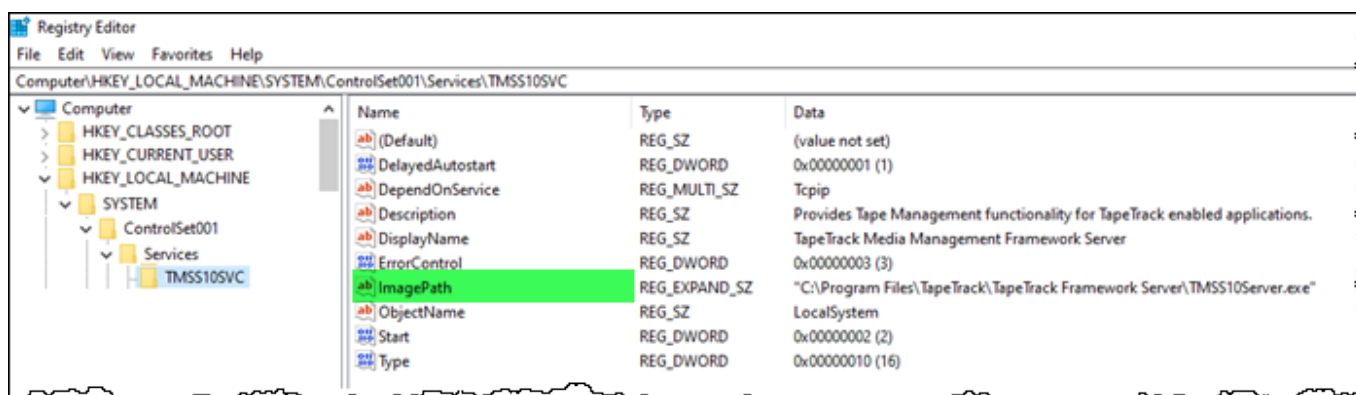 Registry Editor
File Edit View Favorites Help
Computer\HKEY_LOCAL_MACHINE\SYSTEM\ControlSet001\Services\TMSS10SVC
Computer
HKEY_CLASSES_ROOT
HKEY_CURRENT_USER
HKEY_LOCAL_MACHINE
SYSTEM
ControlSet001
Services
TMSS10SVC
Name Type Data
(Default) REG_SZ (value not set)
DelayedAutostart REG_DWORD 0x00000001 (1)
DependOnService REG_MULTI_SZ Tcpip
Description REG_SZ Provides Tape Management functionality for TapeTrack enabled applications.
DisplayName REG_SZ TapeTrack Media Management Framework Server
ErrorControl REG_DWORD 0x00000003 (3)
ImagePath REG_EXPAND_SZ "C:\Program Files\TapeTrack\TapeTrack Framework Server\TMSS10Server.exe"
ObjectName REG_SZ LocalSystem
Start REG_DWORD 0x00000002 (2)
Type REG_DWORD 0x00000010 (16)